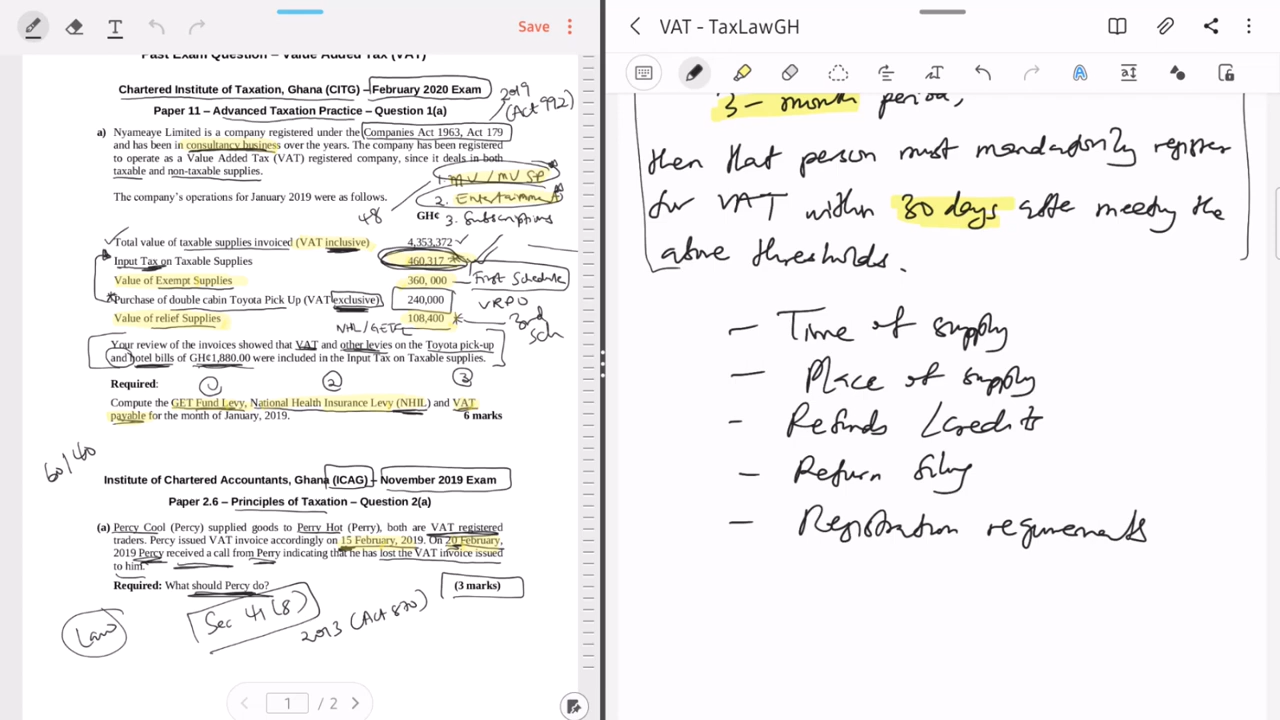 Save
Past Exam Question – Value Added Tax (VAT)
Chartered Institute of Taxation, Ghana (CITG) – February 2020 Exam
2019
(Act 992)
Paper 11 – Advanced Taxation Practice - Question 1(a)
a) Nyameaye Limited is a company registered under the Companies Act 1963, Act 179
and has been in consultancy business over the years. The company has been registered
to operate as a Value Added Tax (VAT) registered company, since it deals in both
taxable and non-taxable supplies.
1. MV / MV SP
The company's operations for January 2019 were as follows.
2. Entertainment
48
GH¢
3. Subscriptions
Total value of taxable supplies invoiced (VAT inclusive) 4,353,372
Input Tax on Taxable Supplies 460,317
Value of Exempt Supplies 360, 000 First Schedule
Purchase of double cabin Toyota Pick Up (VAT exclusive) 240,000 VRPO
Value of relief Supplies 108,400 3rd Sch
NHL/GETFL
Your review of the invoices showed that VAT and other levies on the Toyota pick-up
and hotel bills of GH¢1,880.00 were included in the Input Tax on Taxable supplies.
Required: 1 2 3
Compute the GET Fund Levy, National Health Insurance Levy (NHIL) and VAT
payable for the month of January, 2019. 6 marks
60/40
Institute of Chartered Accountants, Ghana (ICAG) – November 2019 Exam
Paper 2.6 – Principles of Taxation – Question 2(a)
(a) Percy Cool (Percy) supplied goods to Perry Hot (Perry), both are VAT registered
traders. Percy issued VAT invoice accordingly on 15 February, 2019. On 20 February,
2019 Percy received a call from Perry indicating that he has lost the VAT invoice issued
to him.
Required: What should Percy do? (3 marks)
Law
Sec 41(8)
2013 (Act 870)
1 / 2
VAT - TaxLawGH
3 - month period,
then that person must mandatorily register
for VAT within 30 days after meeting the
above thresholds.
– Time of supply
– Place of supply
– Refunds /Credits
– Return filing
– Registration requirements